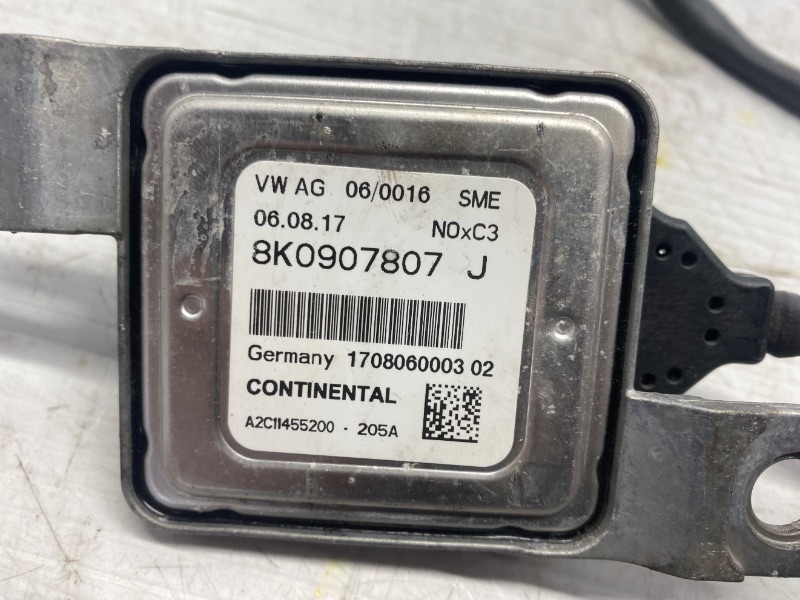 VW AG 06/0016 SME
06.08.17 NOxC3
8K0907807 J
Germany 1708060003 02
CONTINENTAL
A2C11455200 - 205A